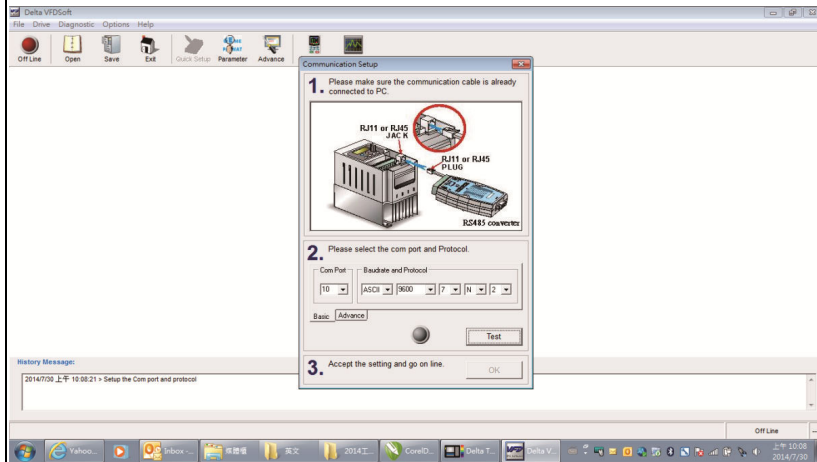 Delta VFDSoft
File Drive Diagnostic Options Help
Off Line Open Save Exit Quick Setup Parameter Advance
Communication Setup
1. Please make sure the communication cable is already
connected to PC.
RJ11 or RJ45
JACK
RJ11 or RJ45
PLUG
RS485 converter
2. Please select the com port and Protocol.
Com Port Baudrate and Protocol
10 ASCII 9600 7 N 2
Basic Advance
Test
3. Accept the setting and go on line.
OK
History Message:
2014/7/30 上午 10:08:21 > Setup the Com port and protocol
Off Line
Yahoo... Inbox -... 媒體櫃 英文 2014工... CorelD... Delta T... Delta V...
上午 10:08
2014/7/30